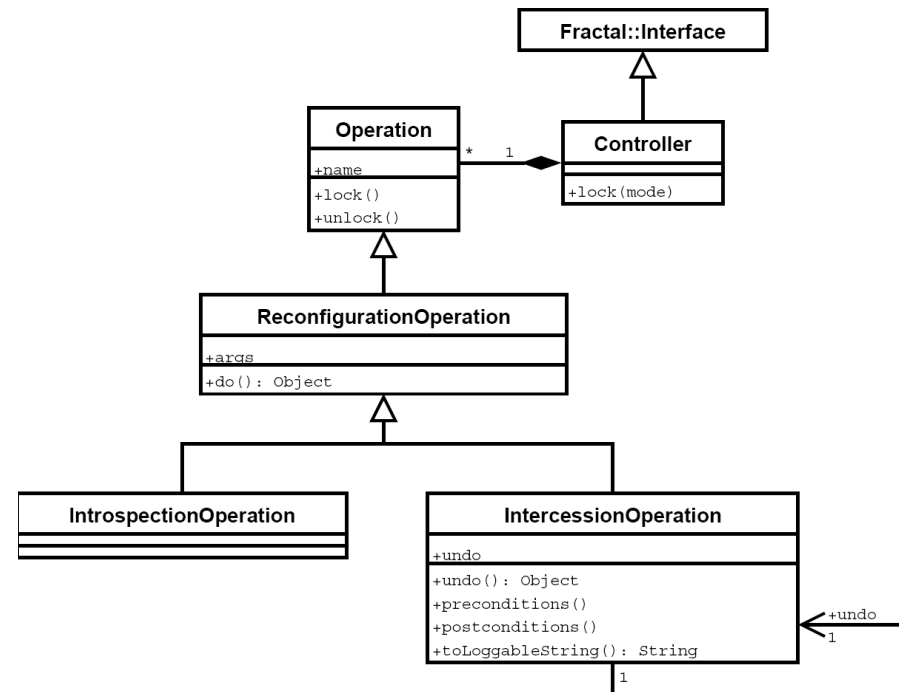 Fractal::Interface
Operation
+name
+lock()
+unlock()
* 1
Controller
+lock(mode)
ReconfigurationOperation
+args
+do(): Object
IntrospectionOperation
IntercessionOperation
+undo
+undo(): Object
+preconditions()
+postconditions()
+toLoggableString(): String
+undo
1
1